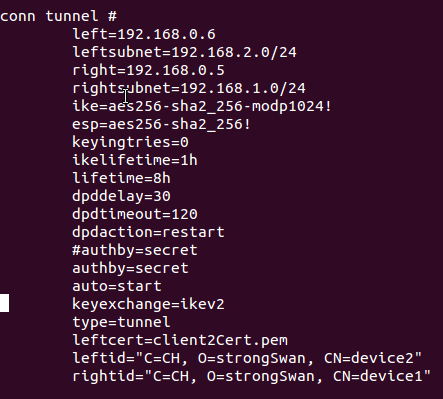 conn tunnel #
left=192.168.0.6
leftsubnet=192.168.2.0/24
right=192.168.0.5
rightsubnet=192.168.1.0/24
ike=aes256-sha2_256-modp1024!
esp=aes256-sha2_256!
keyingtries=0
ikelifetime=1h
lifetime=8h
dpddelay=30
dpdtimeout=120
dpdaction=restart
#authby=secret
authby=secret
auto=start
keyexchange=ikev2
type=tunnel
leftcert=client2Cert.pem
leftid="C=CH, O=strongSwan, CN=device2"
rightid="C=CH, O=strongSwan, CN=device1"